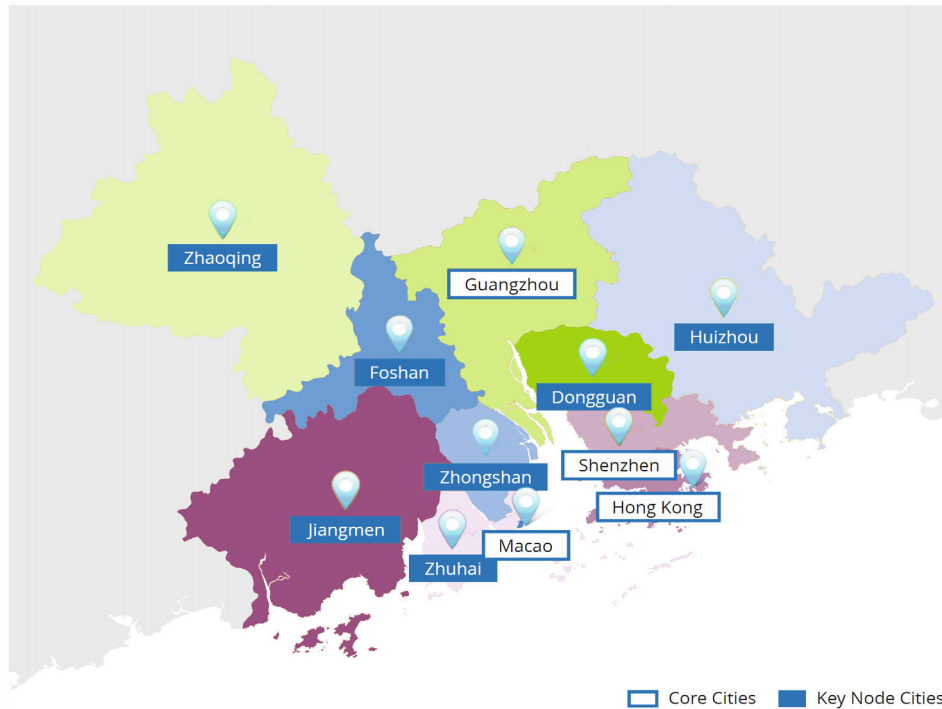 Zhaoqing
Guangzhou
Huizhou
Foshan
Dongguan
Shenzhen
Zhongshan
Hong Kong
Jiangmen
Macao
Zhuhai
Core Cities
Key Node Cities